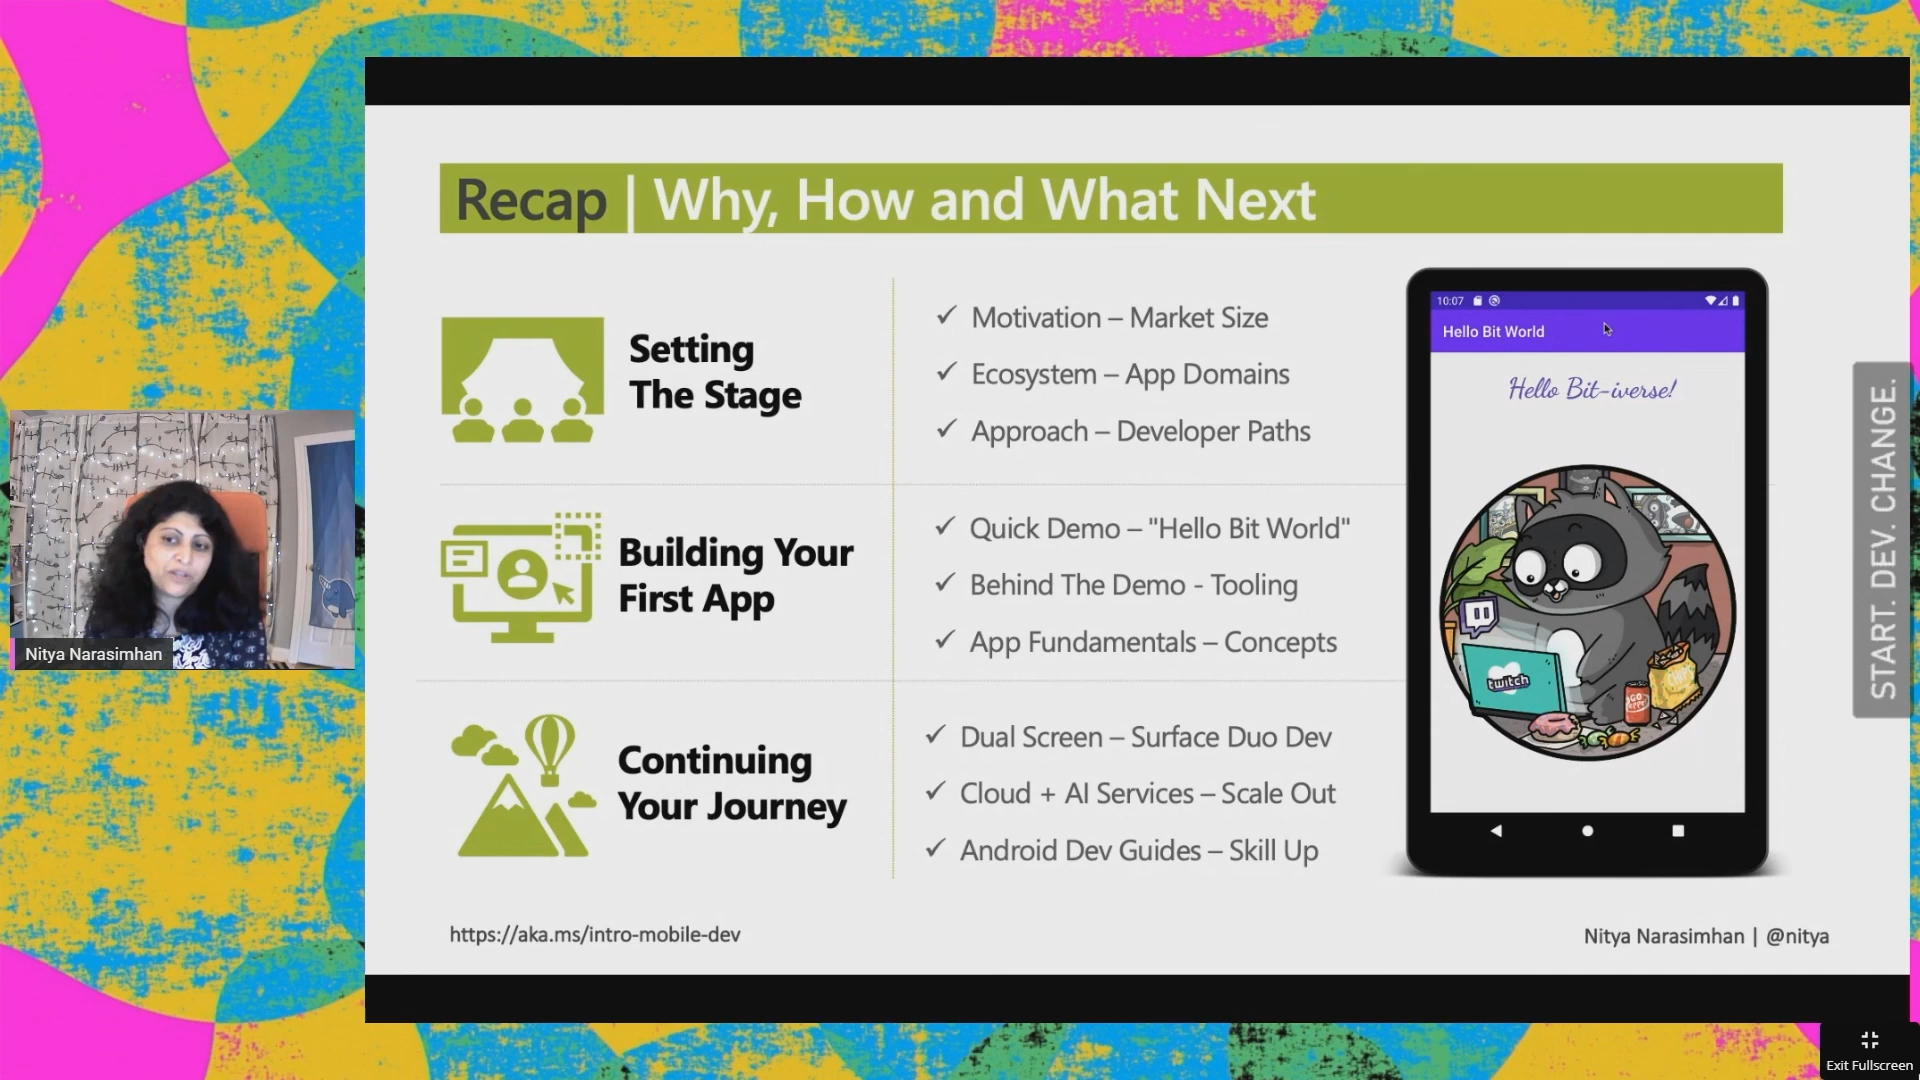 Recap | Why, How and What Next
Setting
The Stage
✓ Motivation – Market Size
✓ Ecosystem – App Domains
✓ Approach – Developer Paths
Building Your
First App
✓ Quick Demo – "Hello Bit World"
✓ Behind The Demo - Tooling
✓ App Fundamentals – Concepts
Continuing
Your Journey
✓ Dual Screen – Surface Duo Dev
✓ Cloud + AI Services – Scale Out
✓ Android Dev Guides – Skill Up
10:07
Hello Bit World
Hello Bit-iverse!
twitch
CHIPS
https://aka.ms/intro-mobile-dev
Nitya Narasimhan | @nitya
Nitya Narasimhan
START. DEV. CHANGE.
Exit Fullscreen